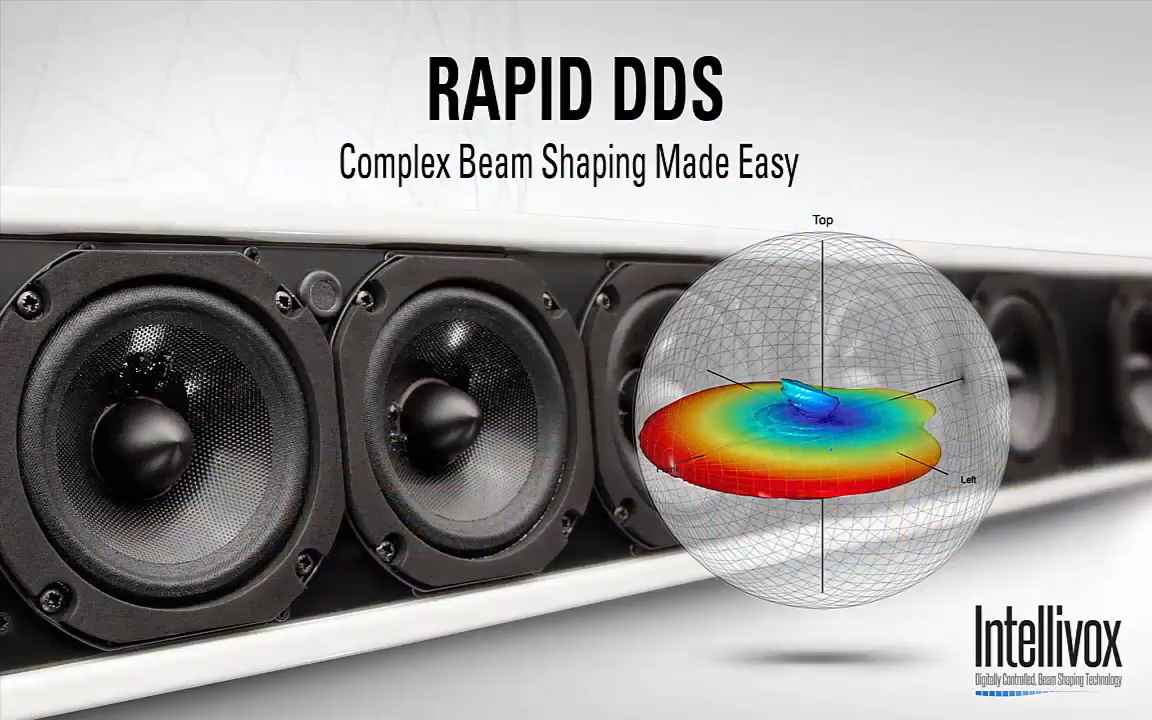 RAPID DDS
Complex Beam Shaping Made Easy
Top
Left
Intellivox
Digitally Controlled, Beam Shaping Technology